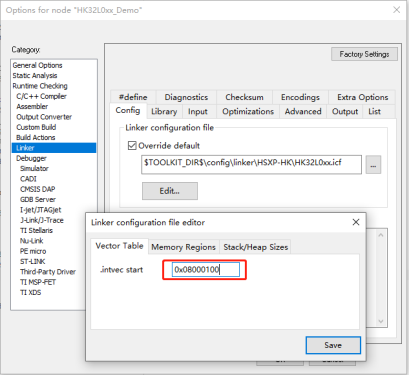 Options for node "HK32L0xx_Demo"
Category:
General Options
Static Analysis
Runtime Checking
C/C++ Compiler
Assembler
Output Converter
Custom Build
Build Actions
Linker
Debugger
Simulator
CADI
CMSIS DAP
GDB Server
I-jet/JTAGjet
J-Link/J-Trace
TI Stellaris
Nu-Link
PE micro
ST-LINK
Third-Party Driver
TI MSP-FET
TI XDS
Factory Settings
#define Diagnostics Checksum Encodings Extra Options
Config Library Input Optimizations Advanced Output List
Linker configuration file
Override default
$TOOLKIT_DIR$\config\linker\HSXP-HK\HK32L0xx.icf
...
Edit...
Linker configuration file editor
Vector Table Memory Regions Stack/Heap Sizes
.intvec start 0x08000100
Save